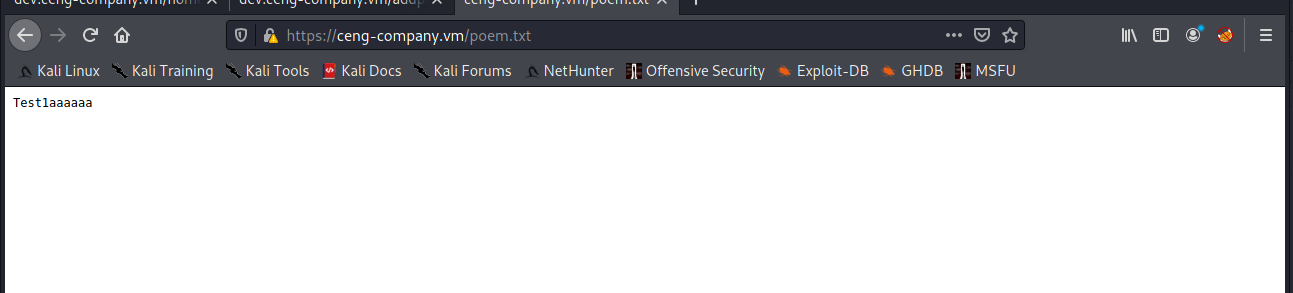 dev.ceng-company.vm/hom
dev.ceng-company.vm/addp
ceng-company.vm/poem.txt
https://ceng-company.vm/poem.txt
Kali Linux Kali Training Kali Tools Kali Docs Kali Forums NetHunter Offensive Security Exploit-DB GHDB MSFU
Test1aaaaaa